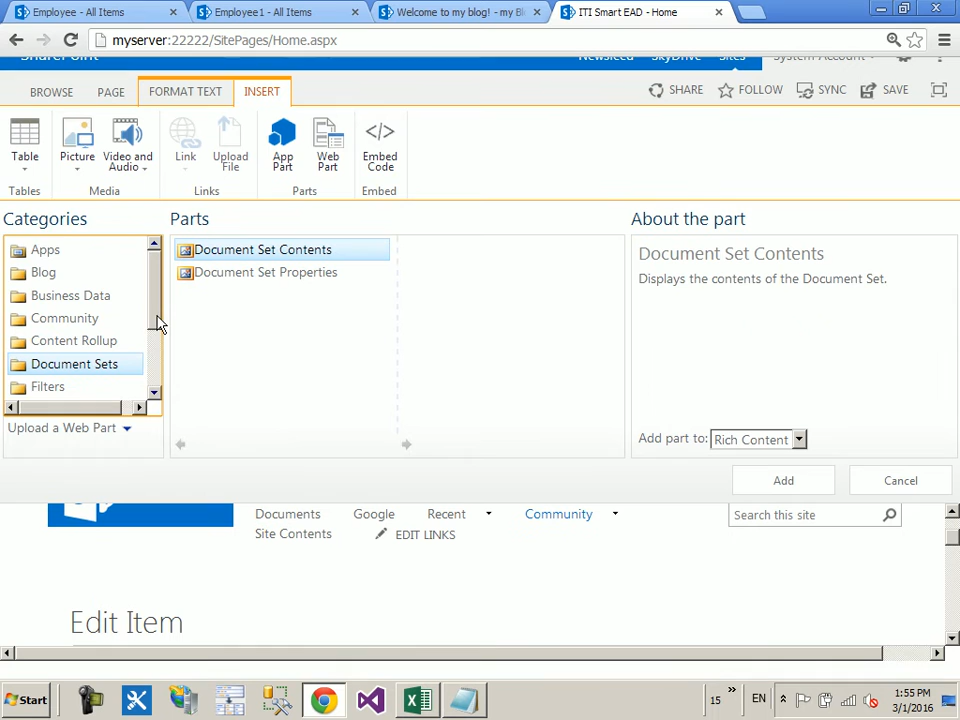 Employee - All Items
Employee1 - All Items
Welcome to my blog! - my Bl
ITI Smart EAD - Home
myserver:22222/SitePages/Home.aspx
SharePoint
Newsfeed SkyDrive Sites System Account
BROWSE PAGE FORMAT TEXT INSERT
SHARE FOLLOW SYNC SAVE
Table Picture Video and Audio Link Upload File App Part Web Part Embed Code
Tables Media Links Parts Embed
Categories
Apps
Blog
Business Data
Community
Content Rollup
Document Sets
Filters
Upload a Web Part
Parts
Document Set Contents
Document Set Properties
About the part
Document Set Contents
Displays the contents of the Document Set.
Add part to: Rich Content
Add Cancel
Documents Google Recent Community
Search this site
Site Contents EDIT LINKS
Edit Item
Start
15 »
EN
1:55 PM
3/1/2016